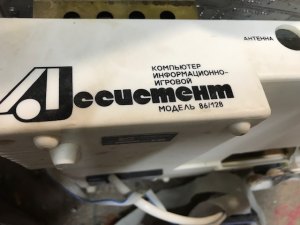 АНТЕННА
КОМПЬЮТЕР
ИНФОРМАЦИОННО-
ИГРОВОЙ
Ассистент
МОДЕЛЬ 86/128